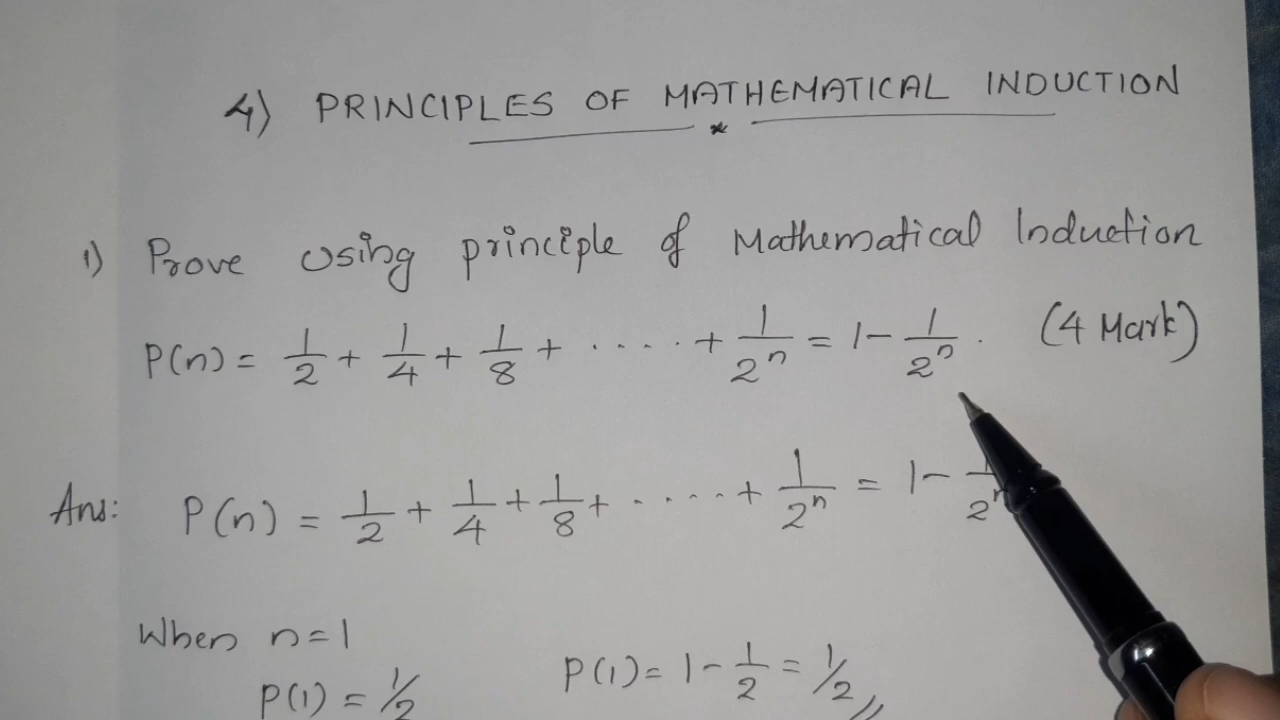 4) PRINCIPLES OF MATHEMATICAL INDUCTION
1) Prove using principle of Mathematical Induction
P(n) = 1/2 + 1/4 + 1/8 + ..... + 1/2ⁿ = 1 - 1/2ⁿ. (4 Mark)
Ans: P(n) = 1/2 + 1/4 + 1/8 + ..... + 1/2ⁿ = 1 - 1/2ⁿ
When n=1
P(1) = 1/2 P(1) = 1 - 1/2 = 1/2 //